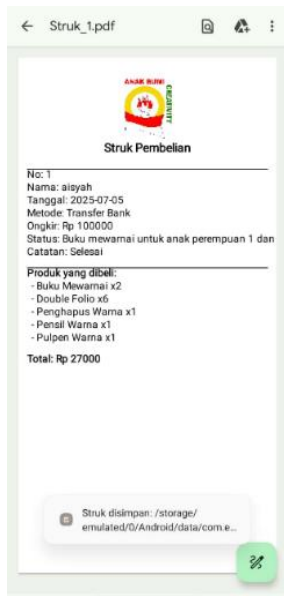 Struk_1.pdf
ANAK BUMI
CREATIVITY
Struk Pembelian
No: 1
Nama: aisyah
Tanggal: 2025-07-05
Metode: Transfer Bank
Ongkir: Rp 100000
Status: Buku mewarnai untuk anak perempuan 1 dan
Catatan: Selesai
Produk yang dibeli:
- Buku Mewarnai x2
- Double Folio x6
- Penghapus Warna x1
- Pensil Warna x1
- Pulpen Warna x1
Total: Rp 27000
Struk disimpan: /storage/
emulated/0/Android/data/com.e...